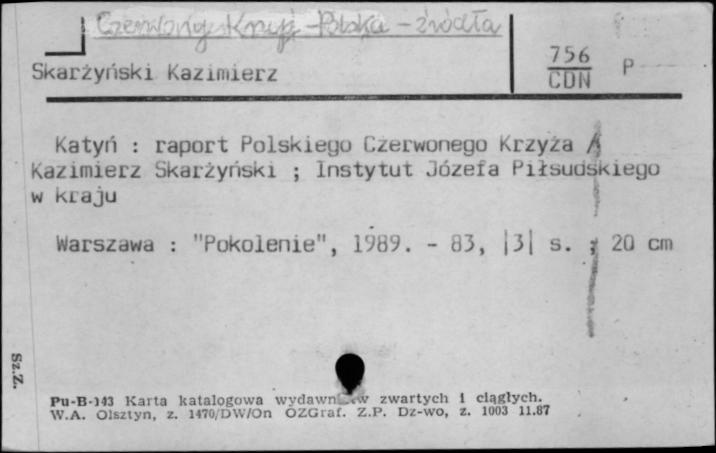 Czerwony Krzyż - Polska - źródła
Skarżyński Kazimierz
756
CDN
P
Katyń : raport Polskiego Czerwonego Krzyża /
Kazimierz Skarżyński ; Instytut Józefa Piłsudskiego
w kraju
Warszawa : "Pokolenie", 1989. - 83, |3| s. ; 20 cm
Sz.Z.
Pu-B-143 Karta katalogowa wydawnictw zwartych i ciągłych.
W.A. Olsztyn, z. 1470/DW/On OZGraf. Z.P. Dz-wo, z. 1003 11.87